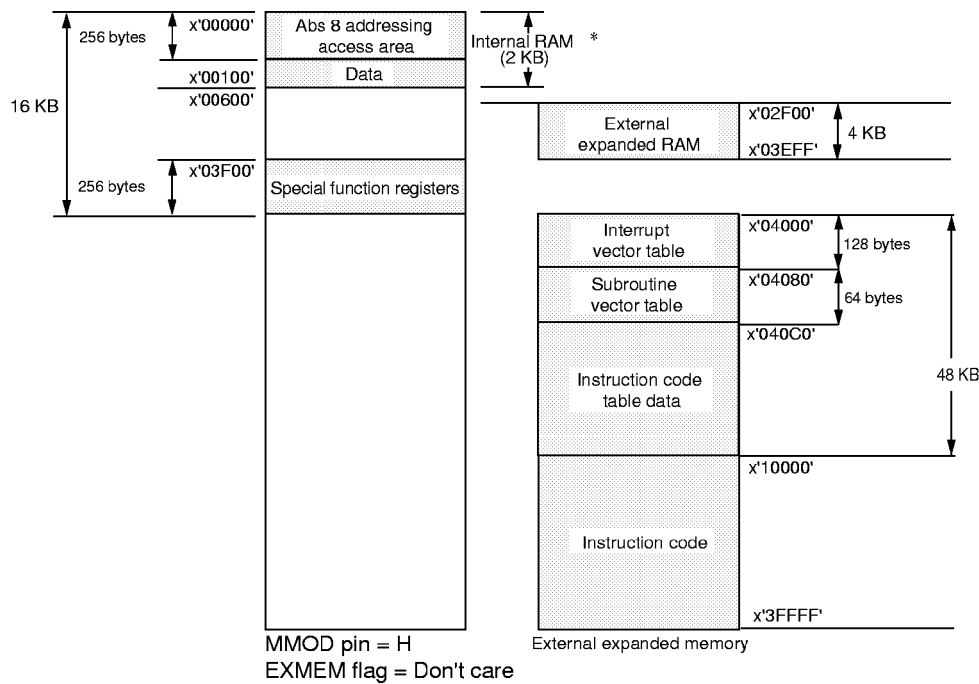 x'00000'
256 bytes
Abs 8 addressing
access area
Internal RAM *
(2 KB)
x'00100'
Data
16 KB
x'00600'
x'02F00'
External
expanded RAM
4 KB
x'03EFF'
x'03F00'
256 bytes
Special function registers
x'04000'
Interrupt
vector table
128 bytes
x'04080'
Subroutine
vector table
64 bytes
x'040C0'
Instruction code
table data
48 KB
x'10000'
Instruction code
x'3FFFF'
MMOD pin = H
External expanded memory
EXMEM flag = Don't care